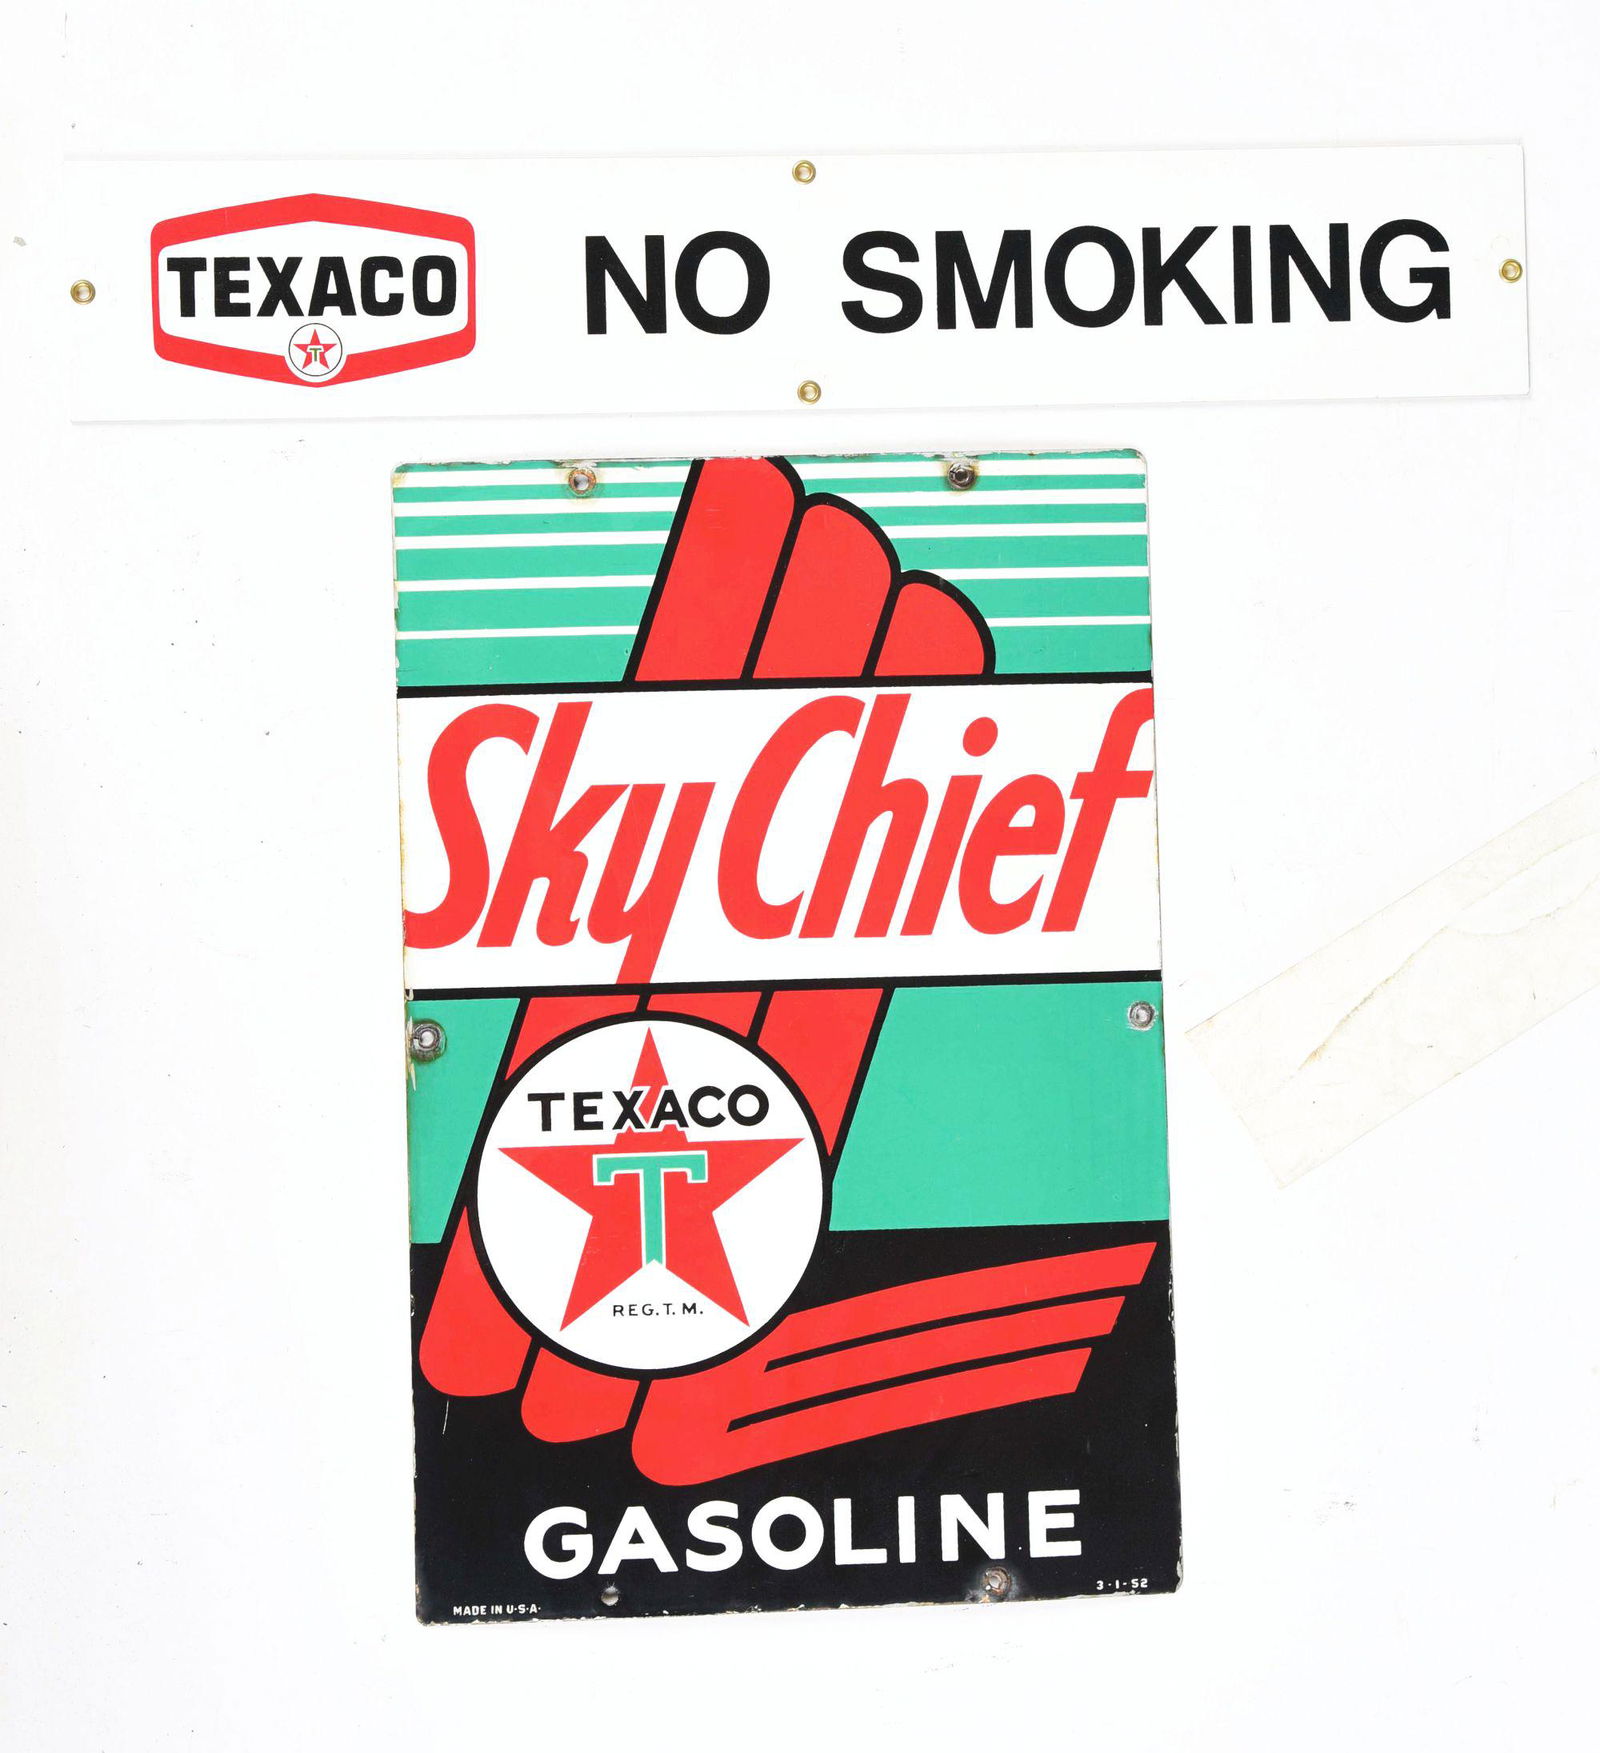 TEXACO NO SMOKING
T
Sky Chief
TEXACO
T
REG. T. M.
GASOLINE
3-1-52
MADE IN U·S·A·